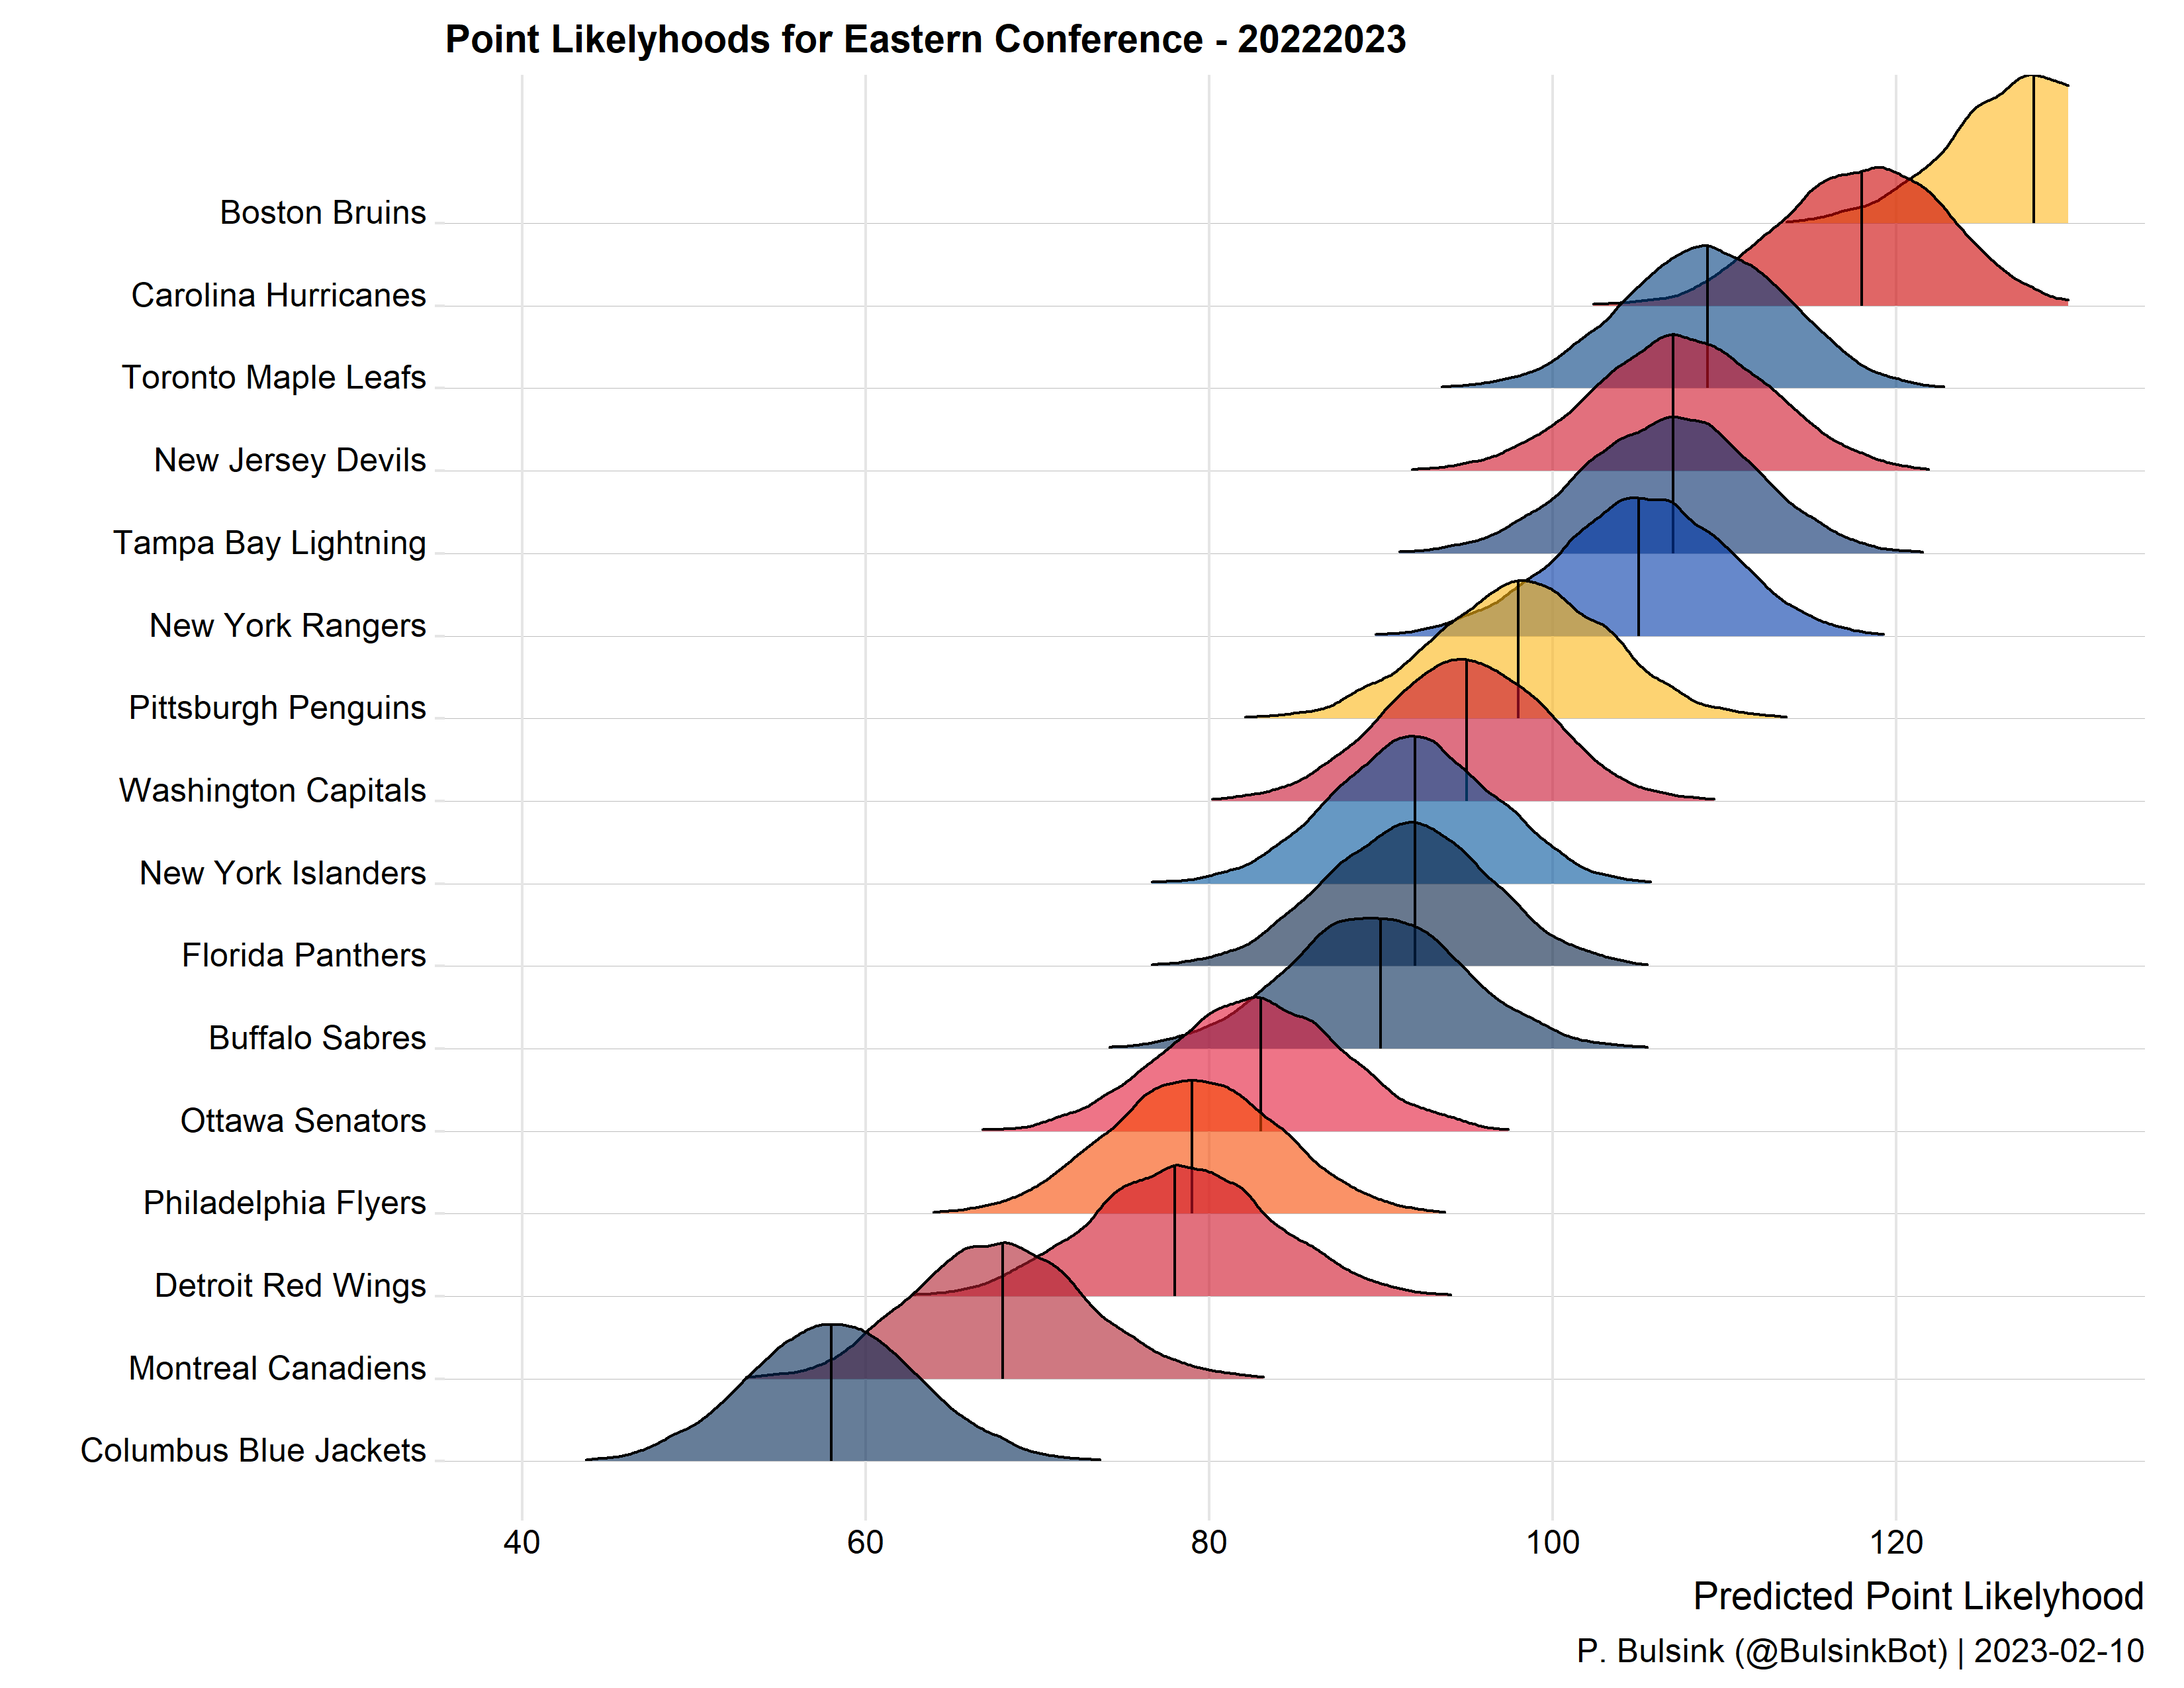 Point Likelyhoods for Eastern Conference - 20222023
Boston Bruins
Carolina Hurricanes
Toronto Maple Leafs
New Jersey Devils
Tampa Bay Lightning
New York Rangers
Pittsburgh Penguins
Washington Capitals
New York Islanders
Florida Panthers
Buffalo Sabres
Ottawa Senators
Philadelphia Flyers
Detroit Red Wings
Montreal Canadiens
Columbus Blue Jackets
40 60 80 100 120
Predicted Point Likelyhood
P. Bulsink (@BulsinkBot) | 2023-02-10